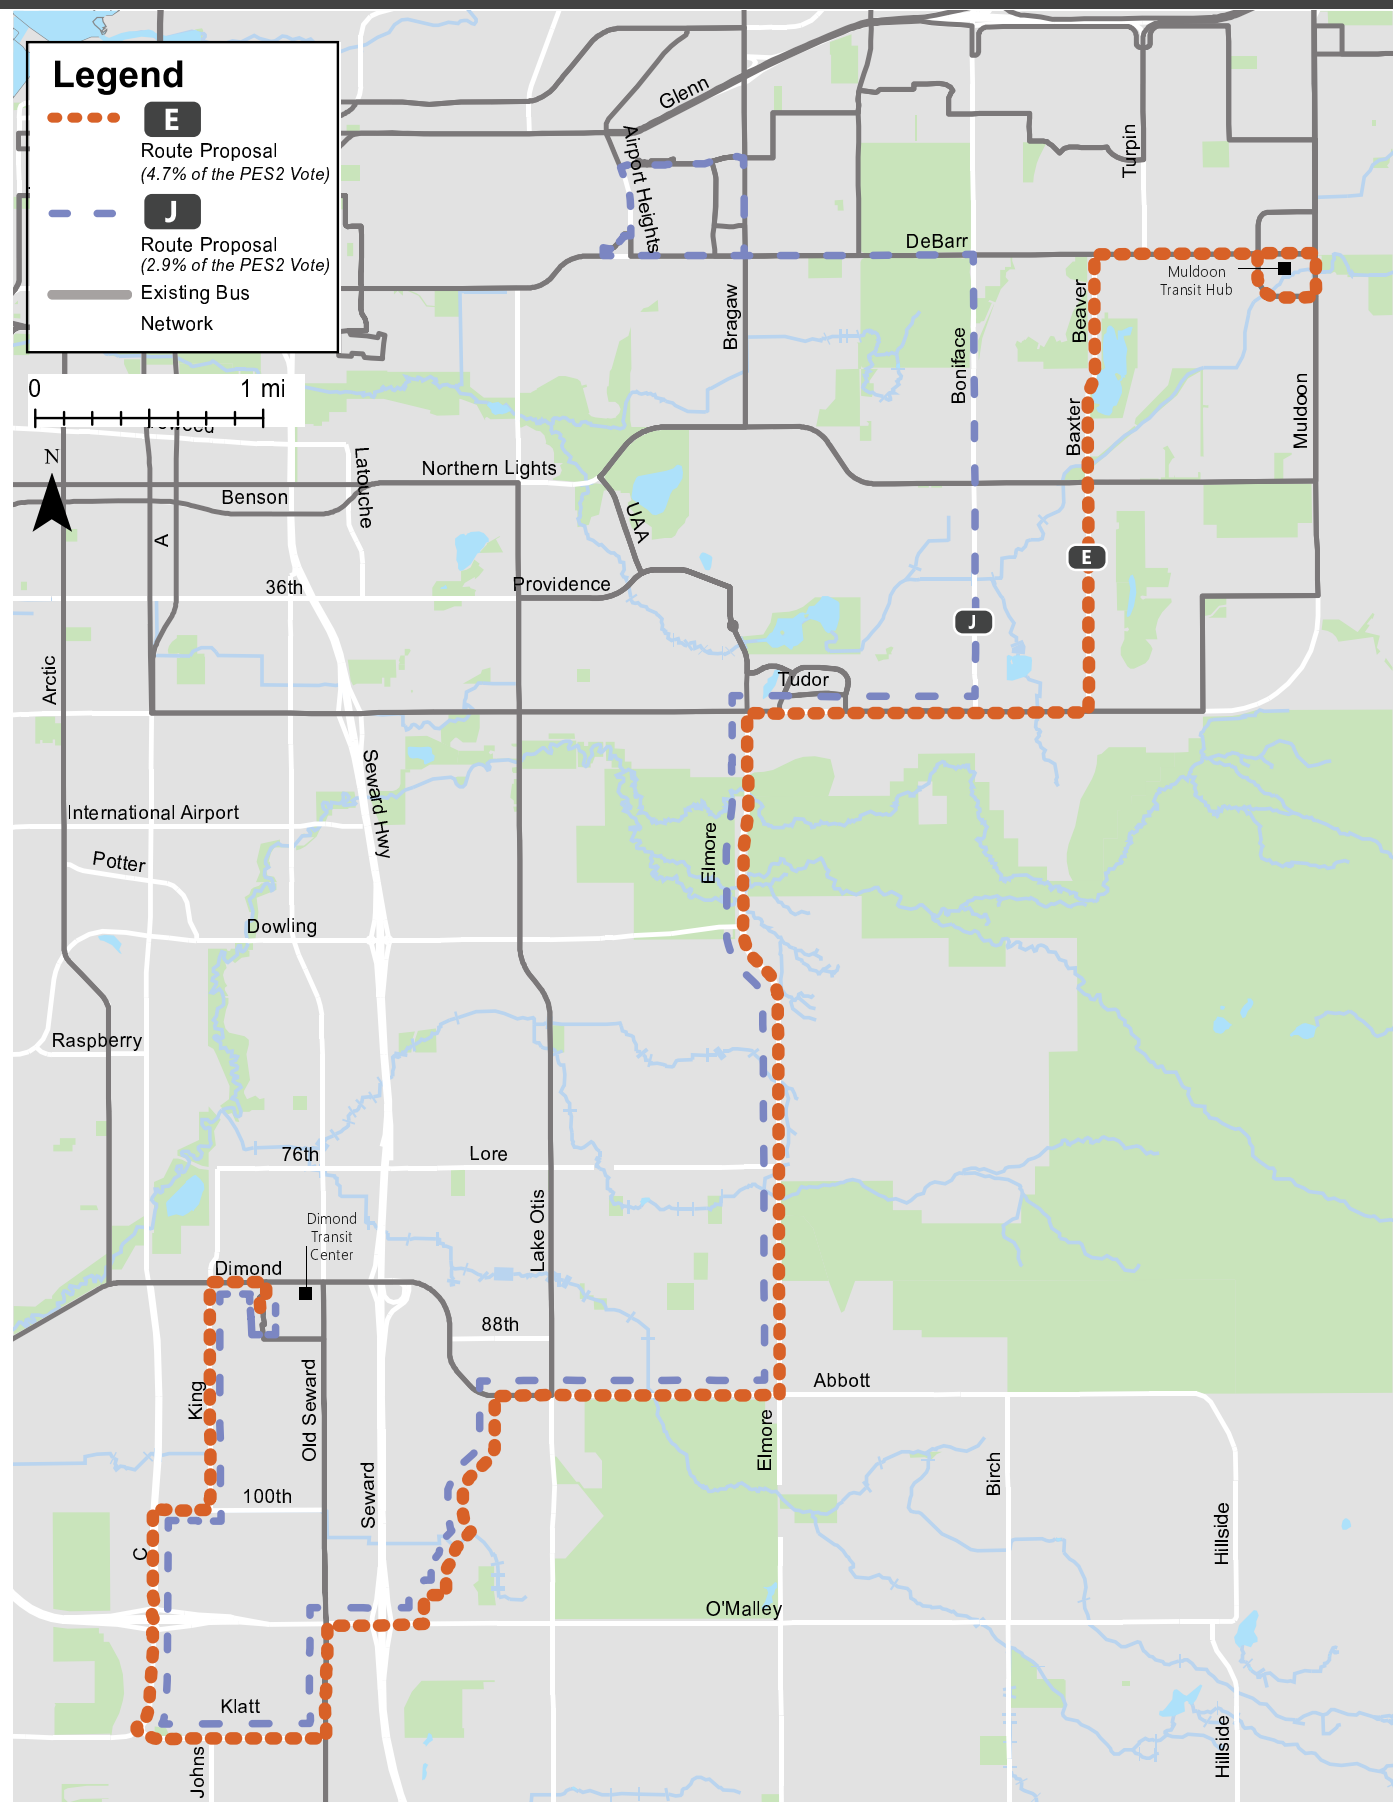 Legend
E
Route Proposal
(4.7% of the PES2 Vote)
J
Route Proposal
(2.9% of the PES2 Vote)
Existing Bus
Network
0 1 mi
N
Glenn
Airport Heights
Turpin
DeBarr
Muldoon
Transit Hub
Bragaw
Boniface
Beaver
Baxter
Muldoon
Latouche
Northern Lights
Benson
A
UAA
E
36th
Providence
J
Arctic
Tudor
Seward Hwy
International Airport
Elmore
Potter
Dowling
Raspberry
76th
Lore
Lake Otis
Dimond
Transit
Center
Dimond
88th
King
Old Seward
Abbott
Elmore
Birch
Seward
100th
Hillside
C
O'Malley
Klatt
Johns
Hillside